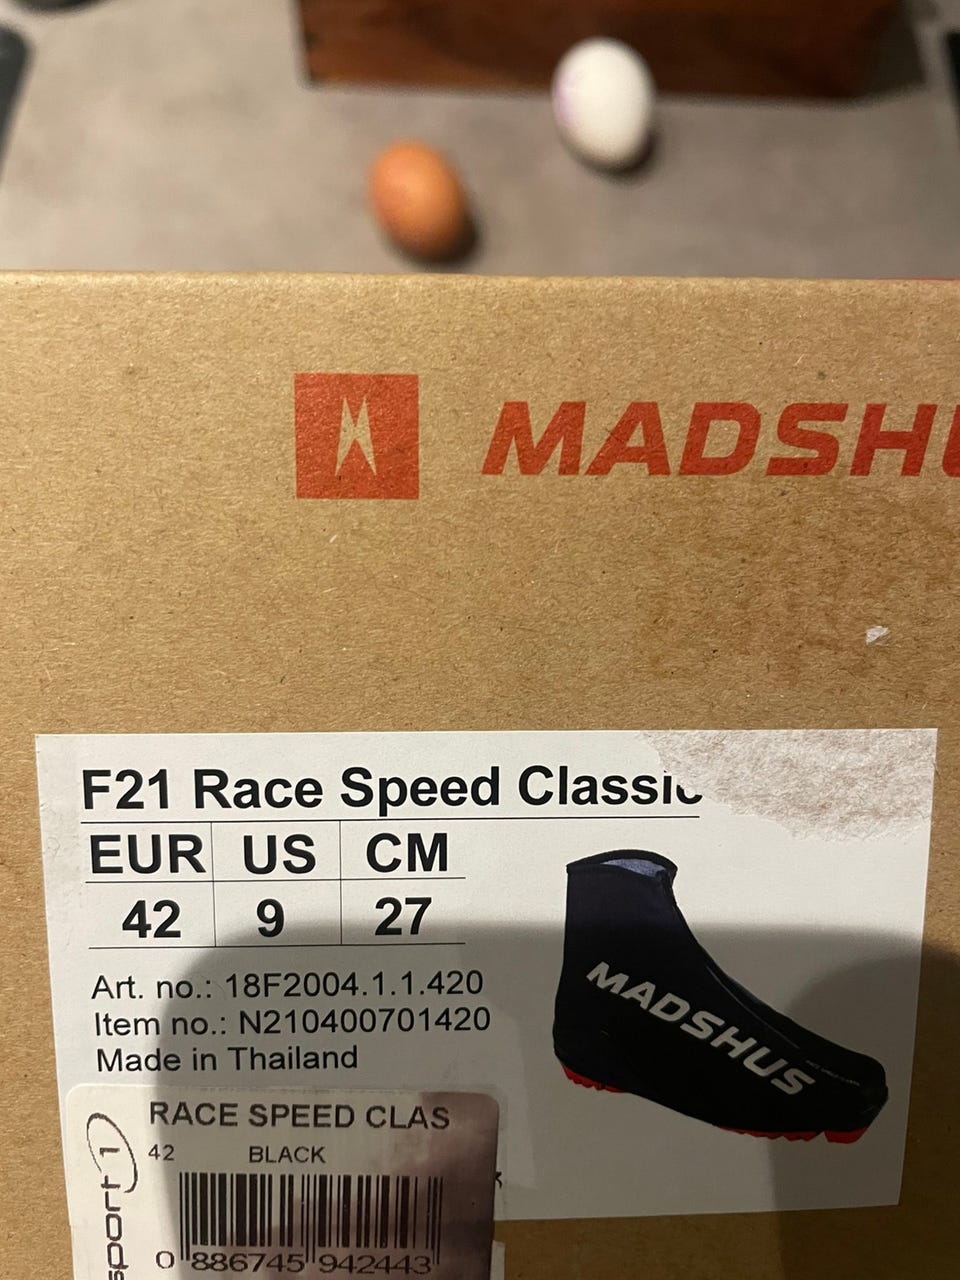 MADSHU
F21 Race Speed Classic
EUR US CM
42 9 27
Art. no.: 18F2004.1.1.420
Item no.: N210400701420
Made in Thailand
MADSHUS
sport 1
RACE SPEED CLAS
42 BLACK
0 886745 942443